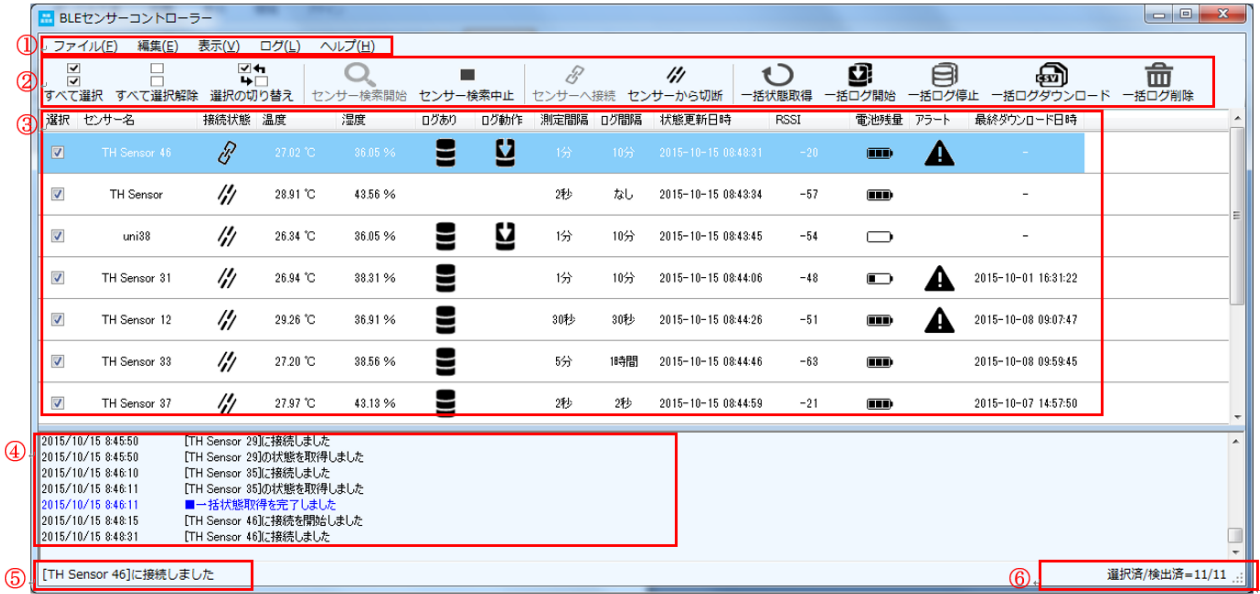 BLEセンサーコントローラー
① ファイル(F) 編集(E) 表示(V) ログ(L) ヘルプ(H)
② すべて選択 すべて選択解除 選択の切り替え センサー検索開始 センサー検索中止 センサーへ接続 センサーから切断 一括状態取得 一括ログ開始 一括ログ停止 CSV 一括ログダウンロード 一括ログ削除
③ 選択 センサー名 接続状態 温度 湿度 ログあり ログ動作 測定間隔 ログ間隔 状態更新日時 RSSI 電池残量 アラート 最終ダウンロード日時
TH Sensor 46 27.02 ℃ 36.05 % 1分 10分 2015-10-15 08:48:31 -20 -
TH Sensor 28.91 ℃ 43.56 % 2秒 なし 2015-10-15 08:43:34 -57 -
uni38 26.34 ℃ 36.05 % 1分 10分 2015-10-15 08:43:45 -54 -
TH Sensor 31 26.94 ℃ 38.31 % 1分 10分 2015-10-15 08:44:06 -48 2015-10-01 16:31:22
TH Sensor 12 29.26 ℃ 36.91 % 30秒 30秒 2015-10-15 08:44:26 -51 2015-10-08 09:07:47
TH Sensor 33 27.20 ℃ 38.56 % 5分 1時間 2015-10-15 08:44:46 -63 2015-10-08 09:59:45
TH Sensor 37 27.97 ℃ 43.13 % 2秒 2秒 2015-10-15 08:44:59 -21 2015-10-07 14:57:50
④ 2015/10/15 8:45:50 [TH Sensor 29]に接続しました
2015/10/15 8:45:50 [TH Sensor 29]の状態を取得しました
2015/10/15 8:46:10 [TH Sensor 35]に接続しました
2015/10/15 8:46:11 [TH Sensor 35]の状態を取得しました
2015/10/15 8:46:11 ■一括状態取得を完了しました
2015/10/15 8:48:15 [TH Sensor 46]に接続を開始しました
2015/10/15 8:48:31 [TH Sensor 46]に接続しました
⑤ [TH Sensor 46]に接続しました
⑥ 選択済/検出済=11/11